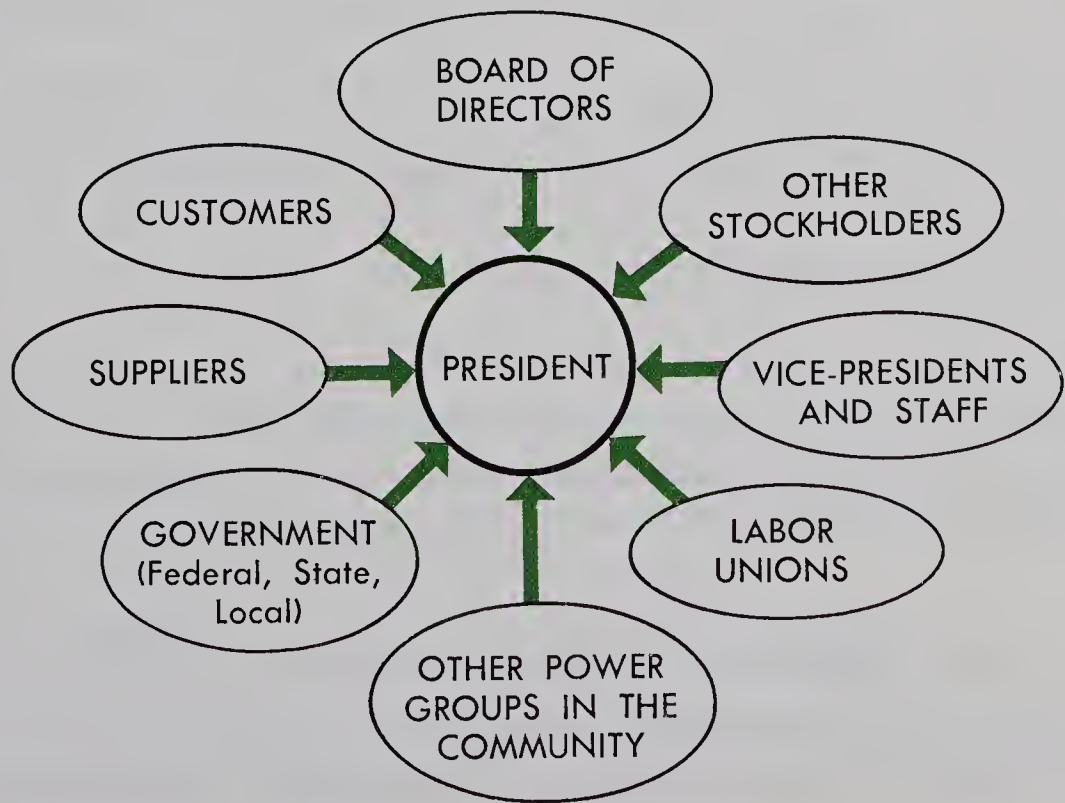 BOARD OF
DIRECTORS
CUSTOMERS
OTHER
STOCKHOLDERS
SUPPLIERS
PRESIDENT
VICE-PRESIDENTS
AND STAFF
GOVERNMENT
(Federal, State,
Local)
LABOR
UNIONS
OTHER POWER
GROUPS IN THE
COMMUNITY